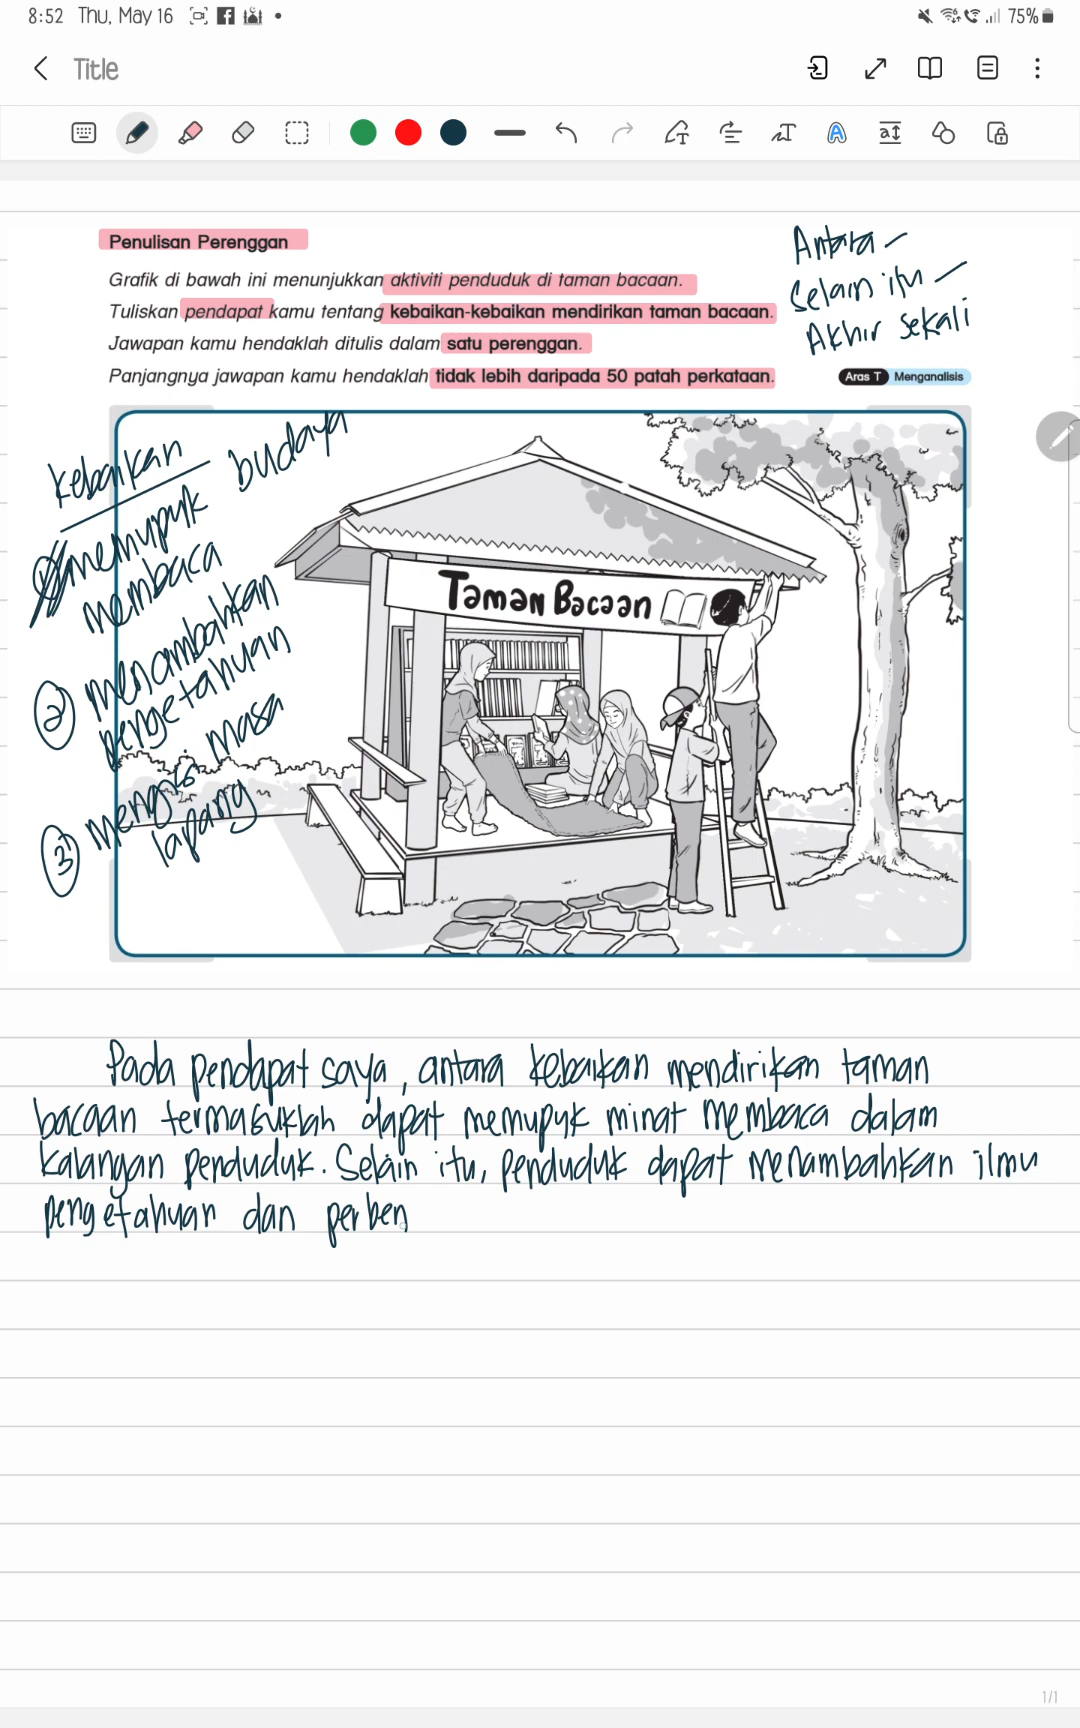 8:52 Thu, May 16
75%
Title
Penulisan Perenggan
Grafik di bawah ini menunjukkan aktiviti penduduk di taman bacaan.
Tuliskan pendapat kamu tentang kebaikan-kebaikan mendirikan taman bacaan.
Jawapan kamu hendaklah ditulis dalam satu perenggan.
Panjangnya jawapan kamu hendaklah tidak lebih daripada 50 patah perkataan.
Antara –
Selain itu –
Akhir sekali
Aras T Menganalisis
kebaikan
memupuk budaya
membaca
2 menambahkan
pengetahuan
3 mengisi masa
lapang
Taman Bacaan
Pada pendapat saya, antara kebaikan mendirikan taman
bacaan termasuklah dapat memupuk minat membaca dalam
kalangan penduduk. Selain itu, penduduk dapat menambahkan ilmu
pengetahuan dan perben
1/1